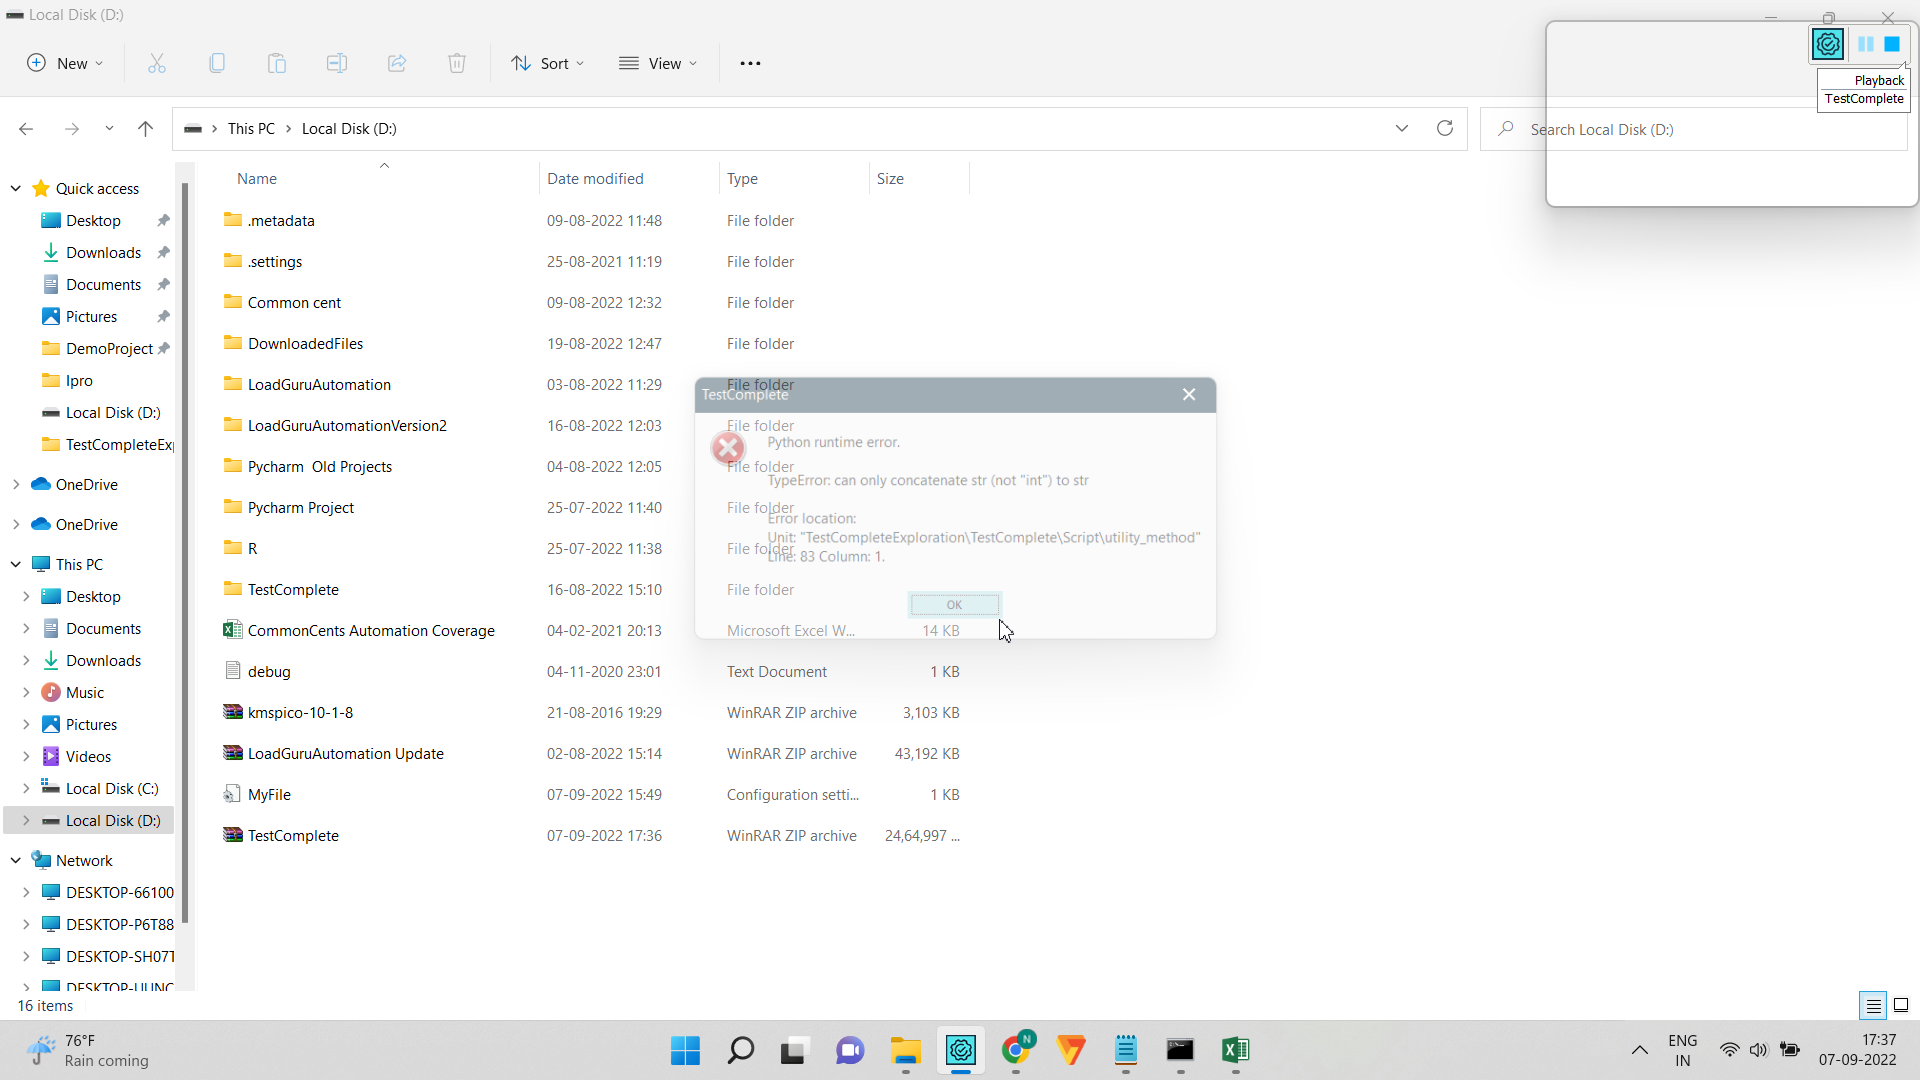 Local Disk (D:)
New
Sort
View
Playback
TestComplete
This PC
Local Disk (D:)
Search Local Disk (D:)
Name
Date modified
Type
Size
Quick access
Desktop
Downloads
Documents
Pictures
DemoProject
Ipro
Local Disk (D:)
TestCompleteExp
OneDrive
OneDrive
This PC
Desktop
Documents
Downloads
Music
Pictures
Videos
Local Disk (C:)
Local Disk (D:)
Network
DESKTOP-66100
DESKTOP-P6T88
DESKTOP-SH07T
DESKTOP-UUNC
.metadata 09-08-2022 11:48 File folder
.settings 25-08-2021 11:19 File folder
Common cent 09-08-2022 12:32 File folder
DownloadedFiles 19-08-2022 12:47 File folder
LoadGuruAutomation 03-08-2022 11:29 File folder
LoadGuruAutomationVersion2 16-08-2022 12:03 File folder
Pycharm  Old Projects 04-08-2022 12:05 File folder
Pycharm Project 25-07-2022 11:40 File folder
R 25-07-2022 11:38 File folder
TestComplete 16-08-2022 15:10 File folder
CommonCents Automation Coverage 04-02-2021 20:13 Microsoft Excel W... 14 KB
debug 04-11-2020 23:01 Text Document 1 KB
kmspico-10-1-8 21-08-2016 19:29 WinRAR ZIP archive 3,103 KB
LoadGuruAutomation Update 02-08-2022 15:14 WinRAR ZIP archive 43,192 KB
MyFile 07-09-2022 15:49 Configuration setti... 1 KB
TestComplete 07-09-2022 17:36 WinRAR ZIP archive 24,64,997 ...
TestComplete
Python runtime error.
TypeError: can only concatenate str (not "int") to str
Error location:
Unit: "TestCompleteExploration\TestComplete\Script\utility_method"
Line: 83 Column: 1.
OK
16 items
76°F
Rain coming
N
ENG
IN
17:37
07-09-2022